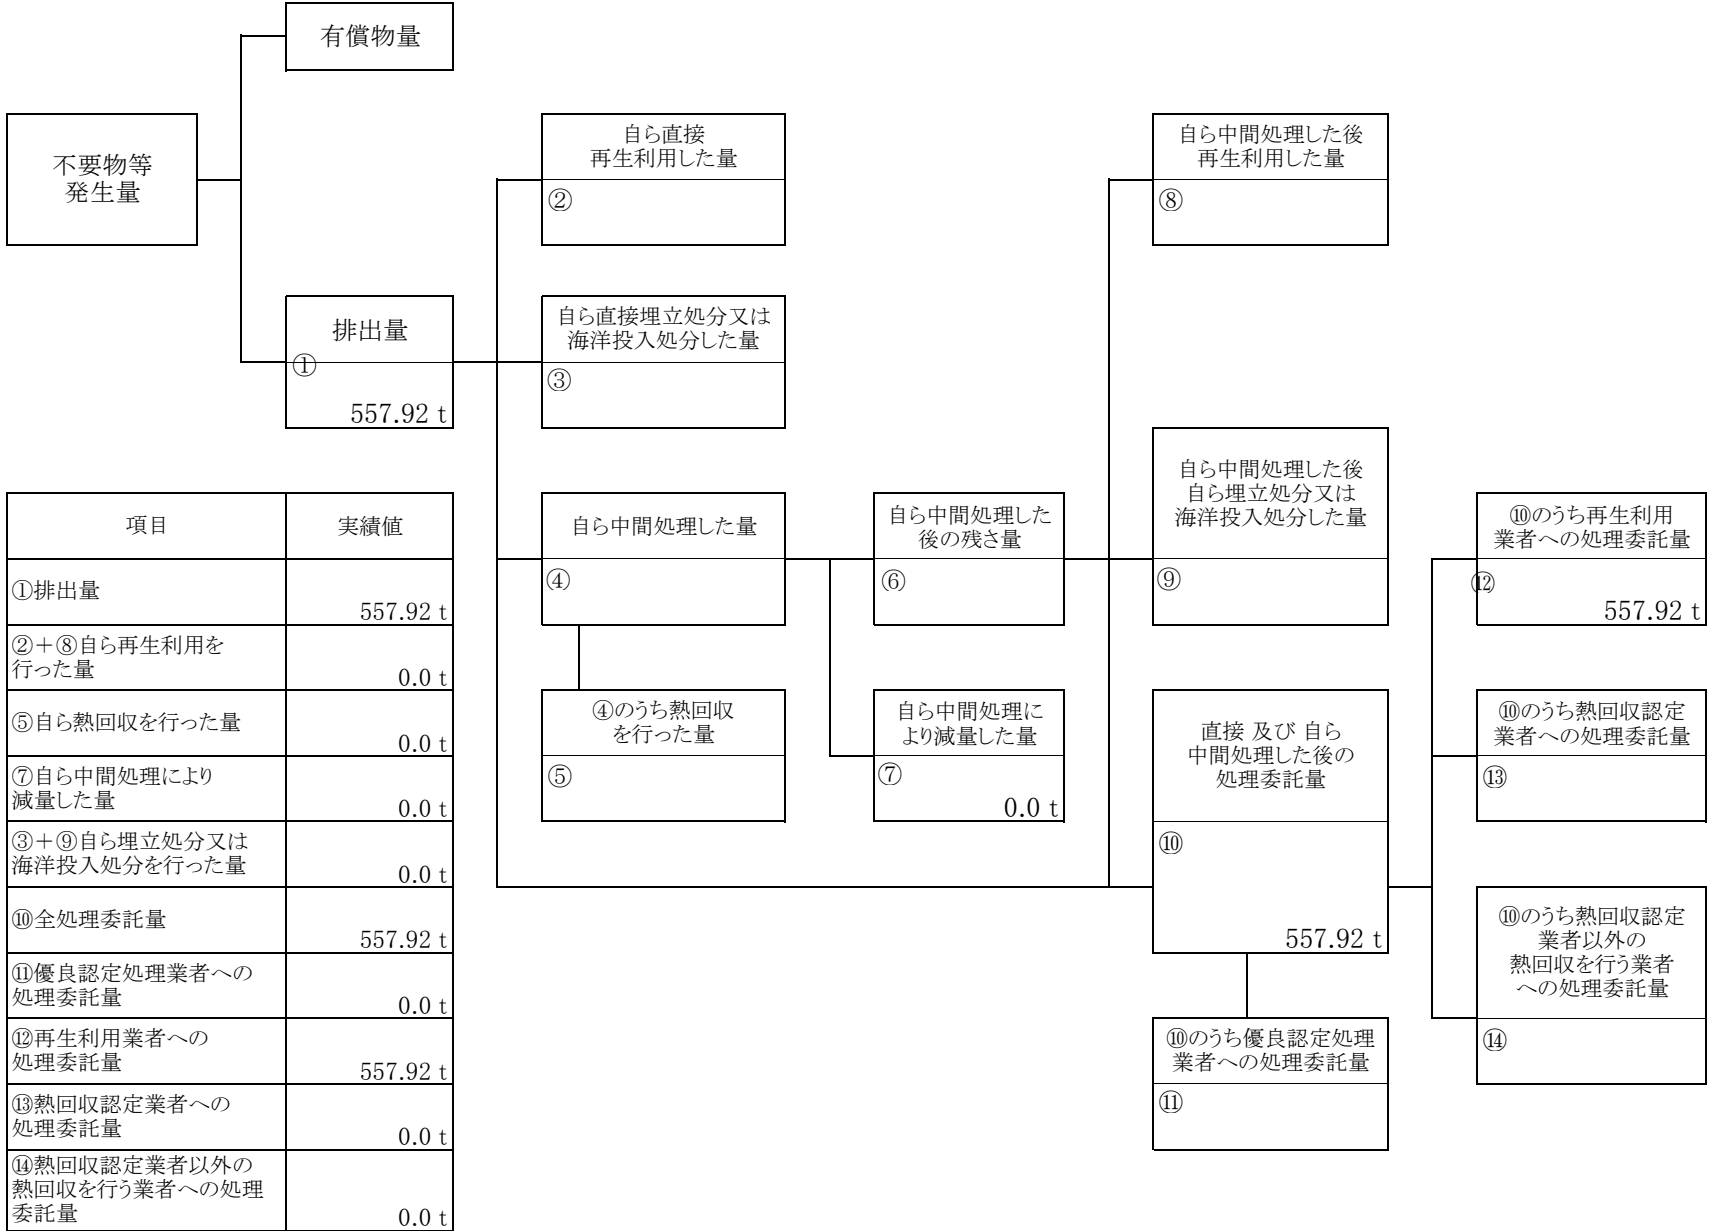 有償物量
不要物等
発生量
自ら直接
再生利用した量
②
自ら中間処理した後
再生利用した量
⑧
排出量
①
557.92 t
自ら直接埋立処分又は
海洋投入処分した量
③
自ら中間処理した量
④
自ら中間処理した
後の残さ量
⑥
自ら中間処理した後
自ら埋立処分又は
海洋投入処分した量
⑨
⑩のうち再生利用
業者への処理委託量
⑫
557.92 t
④のうち熱回収
を行った量
⑤
自ら中間処理に
より減量した量
⑦
0.0 t
直接 及び 自ら
中間処理した後の
処理委託量
⑩
557.92 t
⑩のうち熱回収認定
業者への処理委託量
⑬
⑩のうち熱回収認定
業者以外の
熱回収を行う業者
への処理委託量
⑭
⑩のうち優良認定処理
業者への処理委託量
⑪
項目 実績値
①排出量
557.92 t
②+⑧自ら再生利用を
行った量
0.0 t
⑤自ら熱回収を行った量
0.0 t
⑦自ら中間処理により
減量した量
0.0 t
③+⑨自ら埋立処分又は
海洋投入処分を行った量
0.0 t
⑩全処理委託量
557.92 t
⑪優良認定処理業者への
処理委託量
0.0 t
⑫再生利用業者への
処理委託量
557.92 t
⑬熱回収認定業者への
処理委託量
0.0 t
⑭熱回収認定業者以外の
熱回収を行う業者への処理
委託量
0.0 t